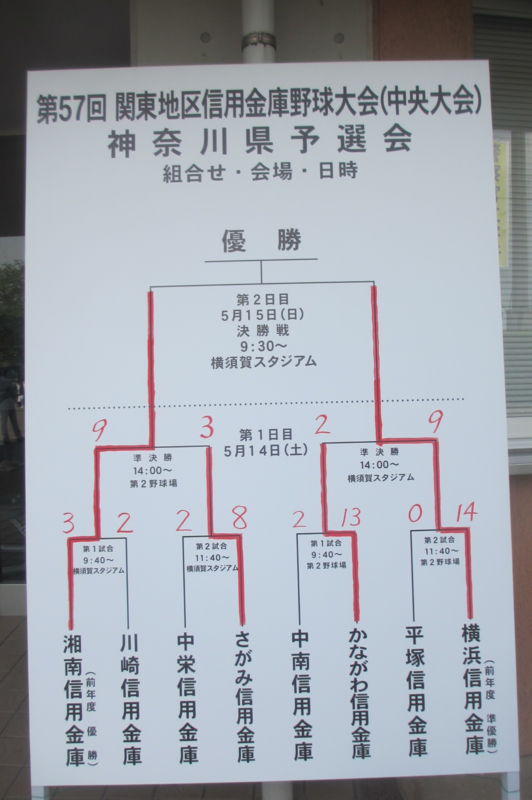 第57回 関東地区信用金庫野球大会(中央大会)
神奈川県予選会
組合せ・会場・日時
優勝
第2日目
5月15日(日)
決勝戦
9:30～
横須賀スタジアム
9
3
第1日目
5月14日(土)
2
9
準決勝
14:00～
第2野球場
準決勝
14:00～
横須賀スタジアム
3
2
第1試合
9:40～
横須賀スタジアム
2
8
第2試合
11:40～
横須賀スタジアム
2
13
第1試合
9:40～
第2野球場
0
14
第2試合
11:40～
第2野球場
湘南信用金庫
(前年度 優勝)
川崎信用金庫
中栄信用金庫
さがみ信用金庫
中南信用金庫
かながわ信用金庫
平塚信用金庫
横浜信用金庫
(前年度 準優勝)